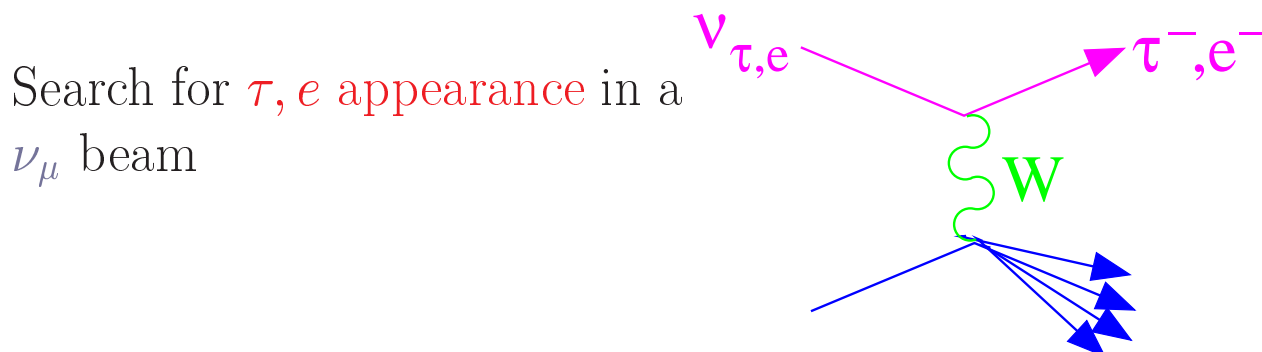 Search for τ, e appearance in a
ν_μ beam
ν_τ,e
τ⁻,e⁻
W